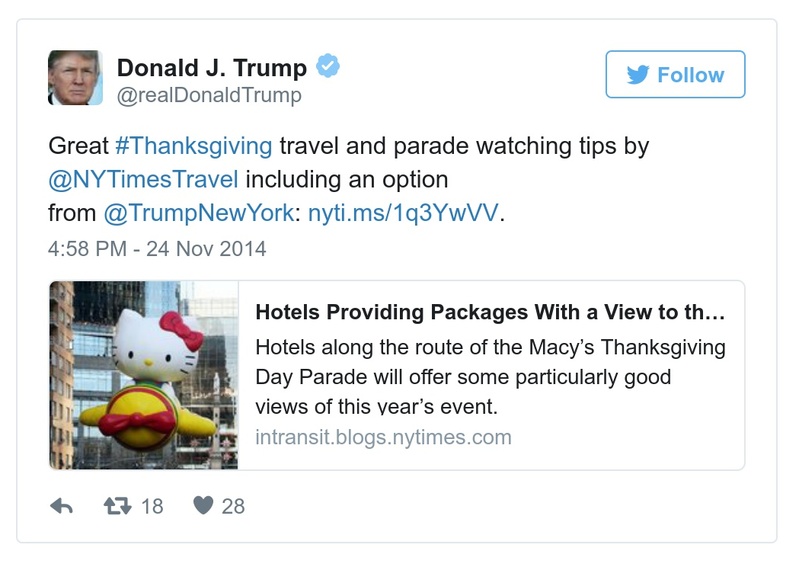 Donald J. Trump
@realDonaldTrump
Follow
Great #Thanksgiving travel and parade watching tips by
@NYTimesTravel including an option
from @TrumpNewYork: nyti.ms/1q3YwVV.
4:58 PM - 24 Nov 2014
Hotels Providing Packages With a View to th…
Hotels along the route of the Macy’s Thanksgiving
Day Parade will offer some particularly good
views of this year’s event.
intransit.blogs.nytimes.com
18
28